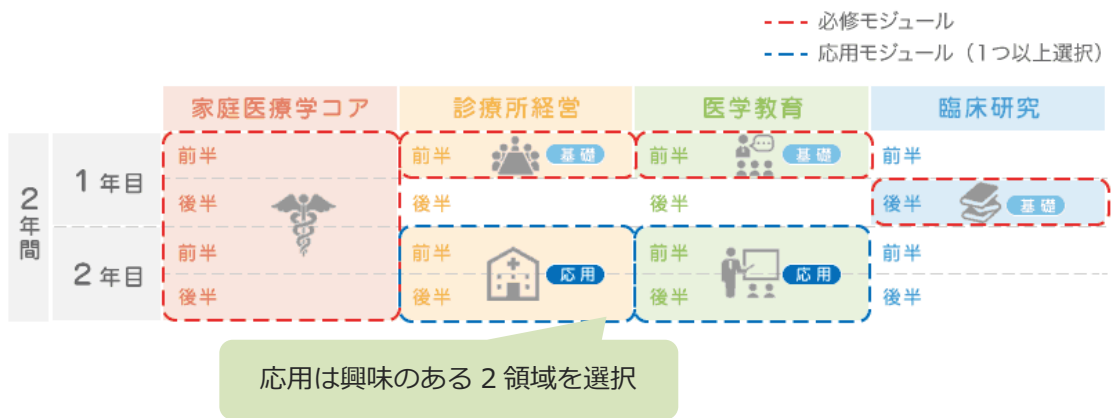 必修モジュール
応用モジュール（1つ以上選択）
家庭医療学コア 診療所経営 医学教育 臨床研究
2年間
1年目
前半 前半 基礎 前半 基礎 前半
後半 後半 後半 後半 基礎
2年目
前半 前半 応用 前半 応用 前半
後半 後半 後半 後半
応用は興味のある 2 領域を選択